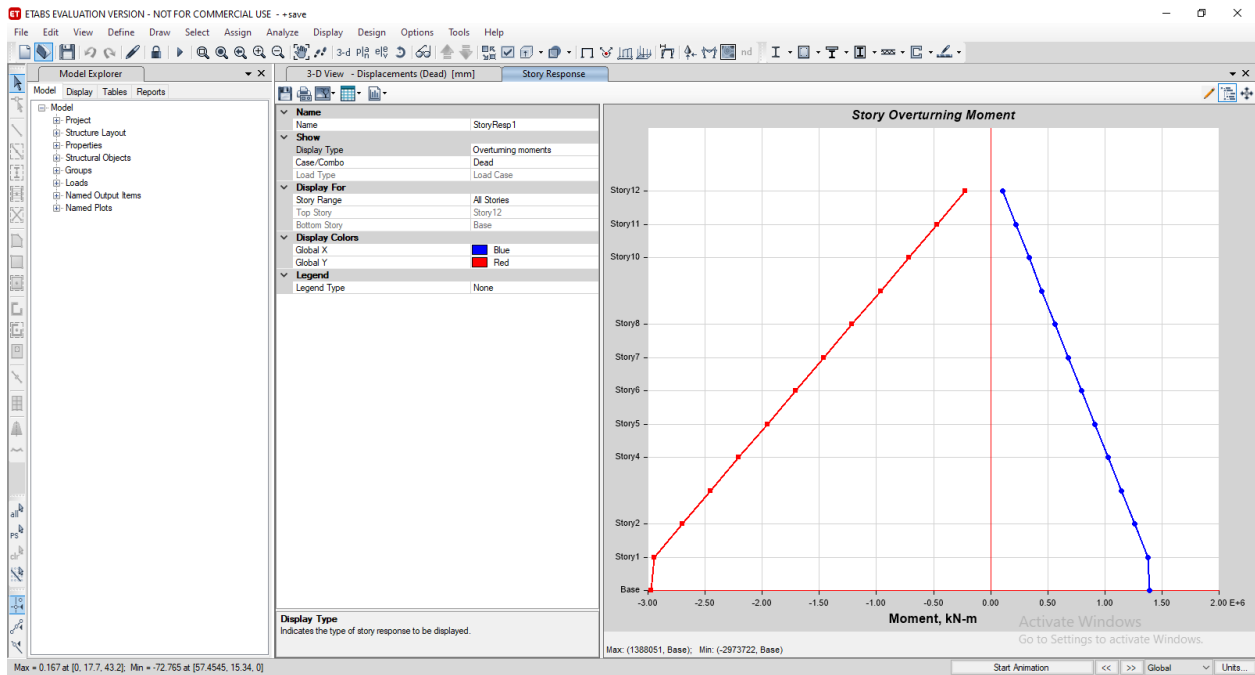 ETABS EVALUATION VERSION - NOT FOR COMMERCIAL USE - +save
File Edit View Define Draw Select Assign Analyze Display Design Options Tools Help
3-d nd
Model Explorer
3-D View - Displacements (Dead) [mm] Story Response
Model Display Tables Reports
Model
Project
Structure Layout
Properties
Structural Objects
Groups
Loads
Named Output Items
Named Plots
all
PS
clr
Name
Name StoryResp1
Show
Display Type Overturning moments
Case/Combo Dead
Load Type Load Case
Display For
Story Range All Stories
Top Story Story12
Bottom Story Base
Display Colors
Global X Blue
Global Y Red
Legend
Legend Type None
Display Type
Indicates the type of story response to be displayed.
Story Overturning Moment
Story12
Story11
Story10
Story8
Story7
Story6
Story5
Story4
Story2
Story1
Base
-3.00 -2.50 -2.00 -1.50 -1.00 -0.50 0.00 0.50 1.00 1.50 2.00 E+6
Moment, kN-m
Activate Windows
Go to Settings to activate Windows.
Max: (1388051, Base); Min: (-2973722, Base)
Max = 0.167 at [0, 17.7, 43.2]; Min = -72.765 at [57.4545, 15.34, 0] Start Animation << >> Global Units...